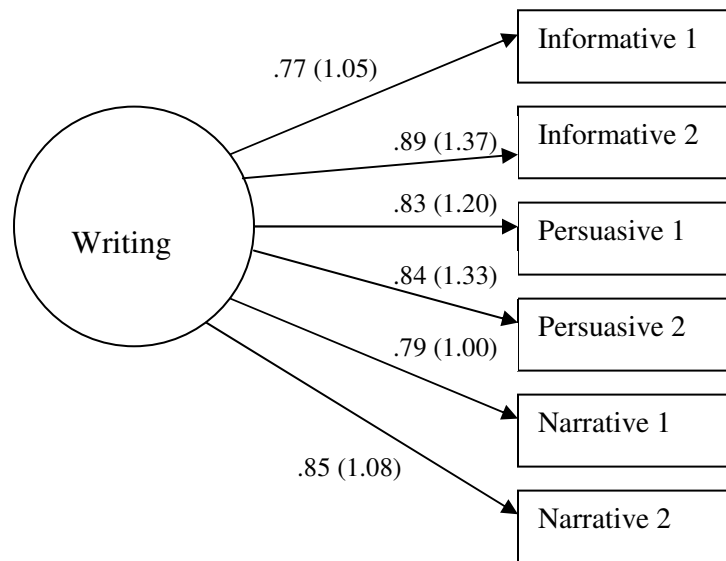 Informative 1
.77 (1.05)
Informative 2
.89 (1.37)
.83 (1.20)
Persuasive 1
Writing
.84 (1.33)
Persuasive 2
.79 (1.00)
Narrative 1
.85 (1.08)
Narrative 2